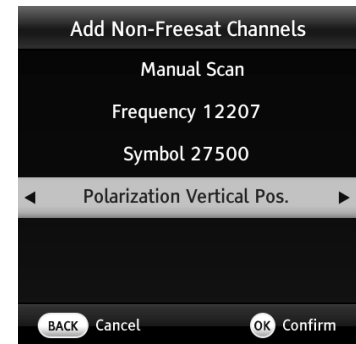 Add Non-Freesat Channels
Manual Scan
Frequency 12207
Symbol 27500
Polarization Vertical Pos.
BACK Cancel OK Confirm